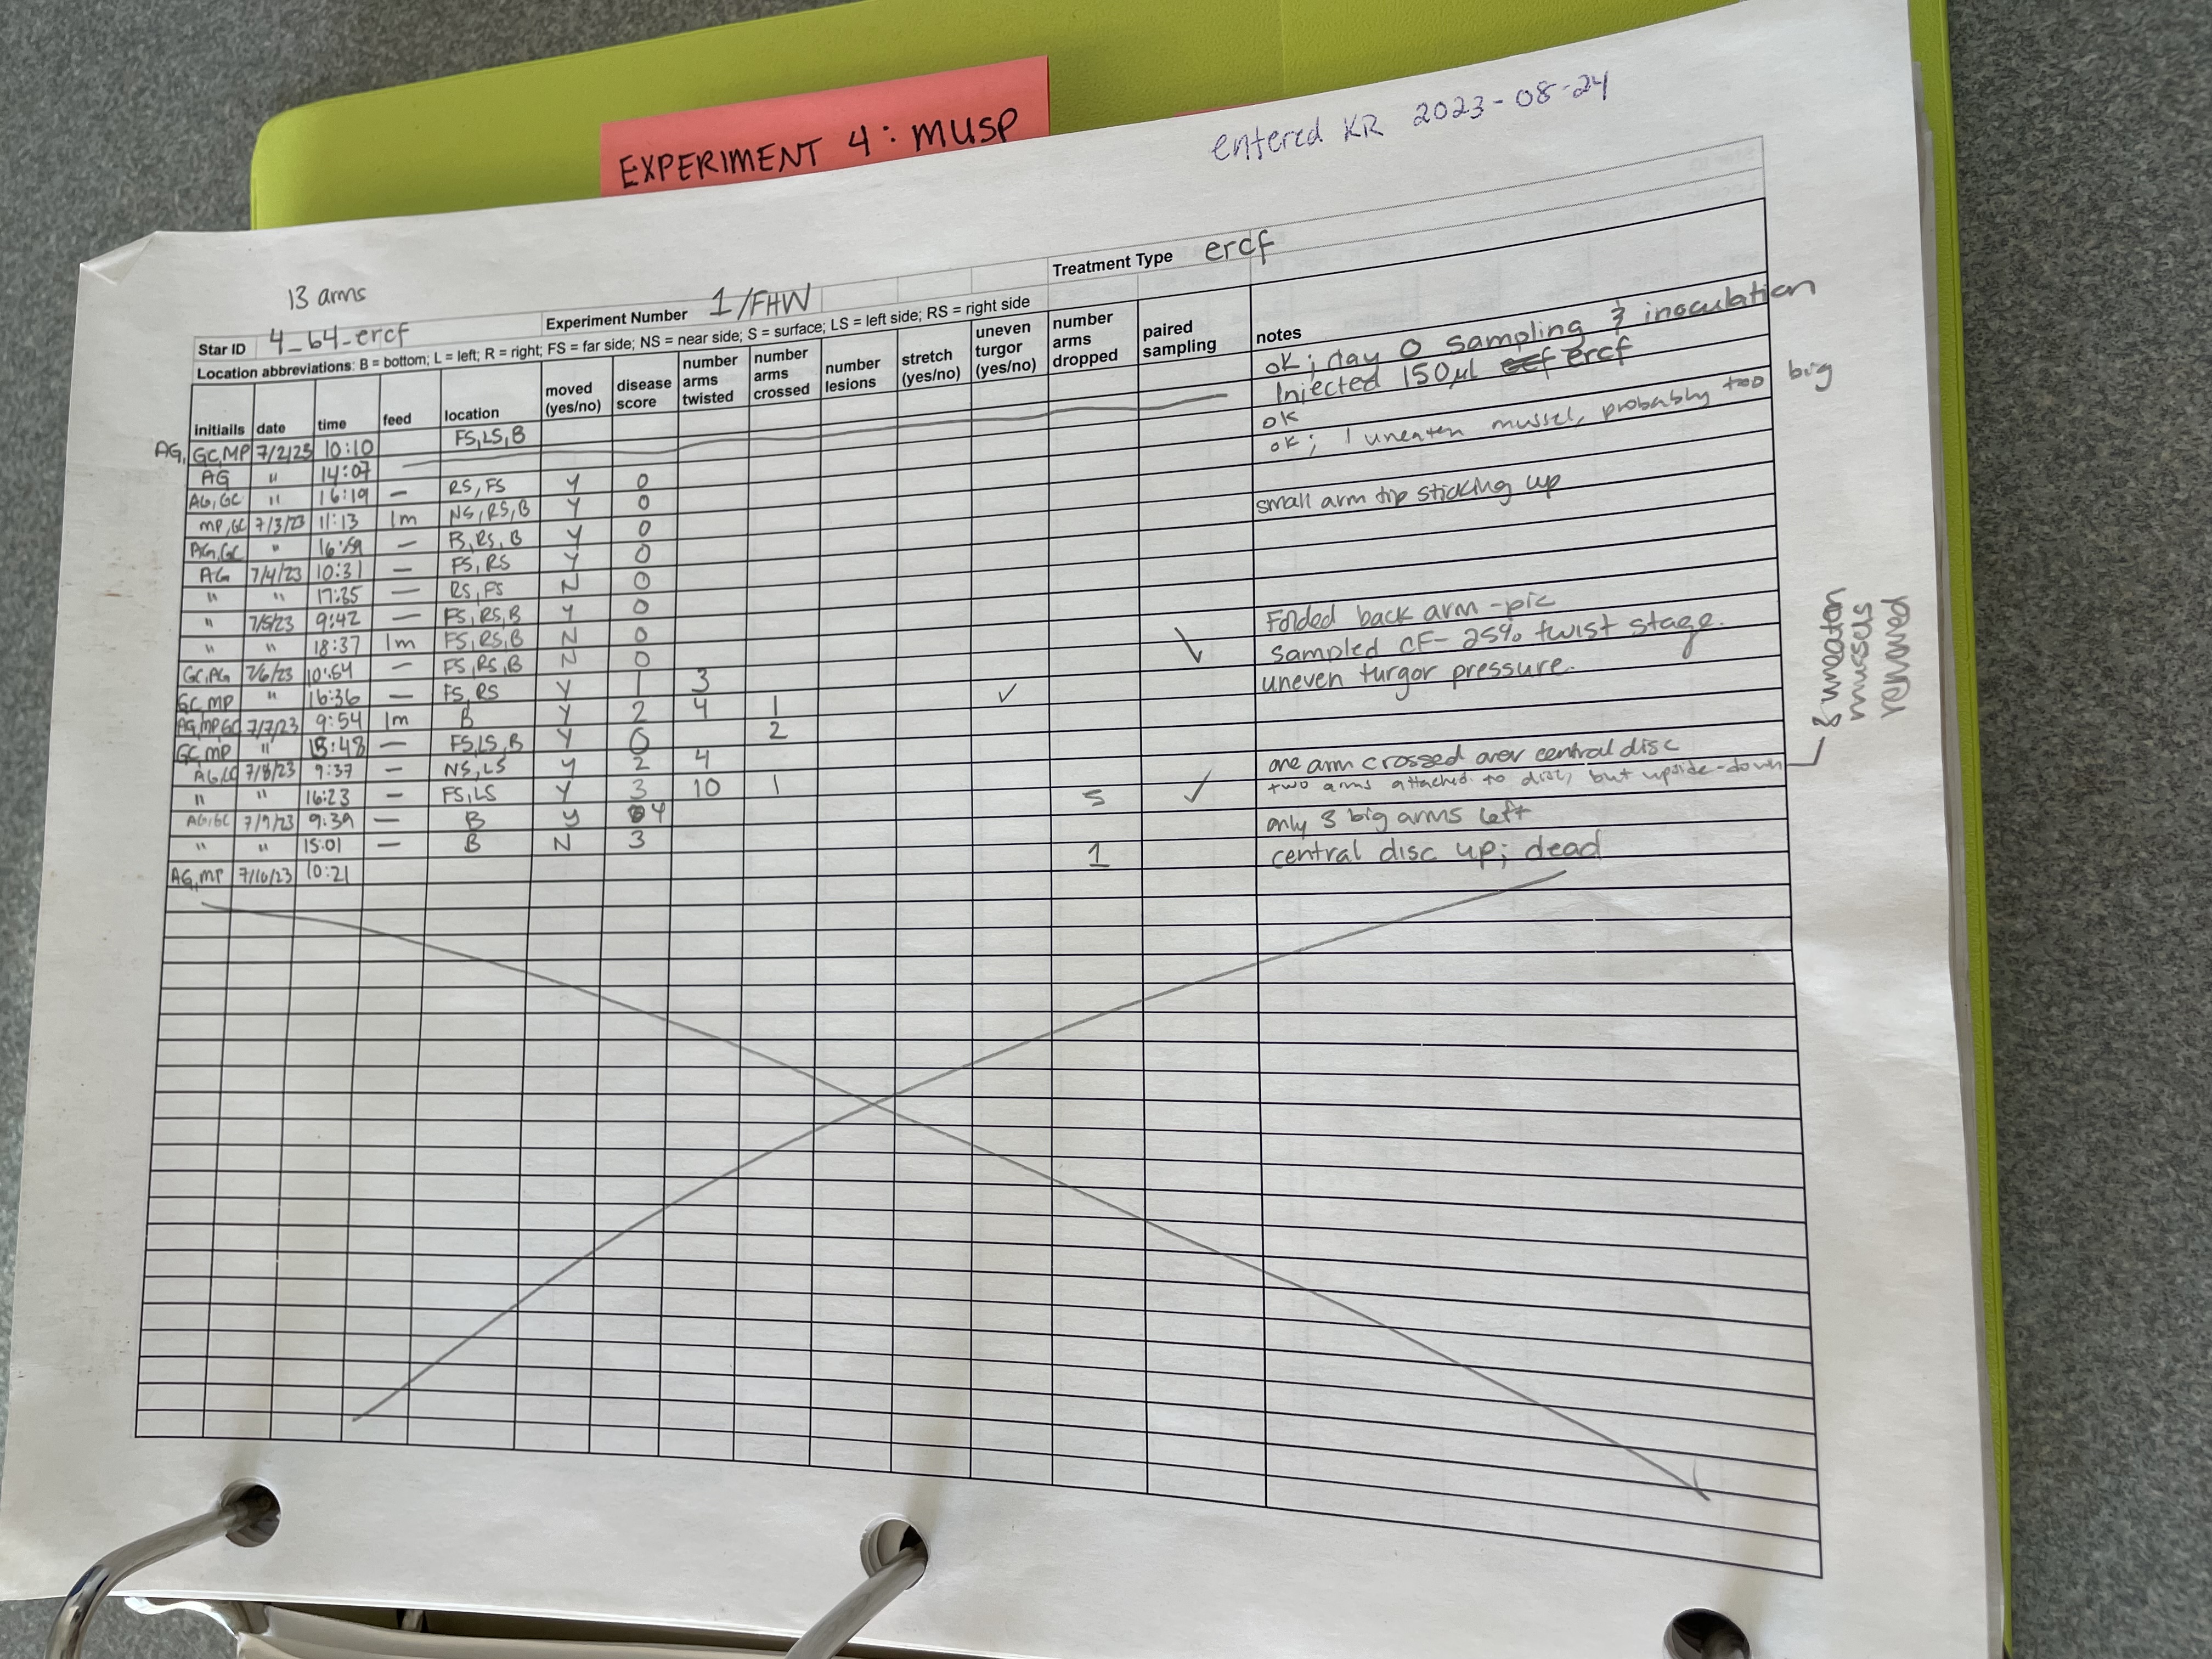 EXPERIMENT 4: MUSP
entered KR 2023-08-24
13 arms
Star ID 4_64-ercf Experiment Number 1/FHW Treatment Type ercf
Location abbreviations: B = bottom; L = left; R = right; FS = far side; NS = near side; S = surface; LS = left side; RS = right side
initiails date time feed location moved (yes/no) disease score number arms twisted number arms crossed number lesions stretch (yes/no) uneven turgor (yes/no) number arms dropped paired sampling notes
AG, GC, MP 7/2/23 10:10 FS, LS, B ok; day 0 sampling & inoculation
AG " 14:07 Injected 150μl ercf
AG, GC " 16:19 — RS, FS Y 0 ok
MP, GC 7/3/23 11:13 1m NS, RS, B Y 0 ok; 1 uneaten mussel, probably too big
AG, GC " 16:59 — RS, B Y 0
AG 7/4/23 10:31 — FS, RS Y 0 small arm tip sticking up
" " 17:35 — RS, FS N 0
" 7/5/23 9:42 — FS, RS, B Y 0
" " 18:37 1m FS, RS, B N 0
GC, AG 7/6/23 10:54 — FS, RS, B N 0 Folded back arm - pic
GC, MP " 16:36 — FS, RS Y 1 3 ✓ sampled CF - 25% twist stage.
AG, MP, GC 7/7/23 9:54 1m B Y 2 4 1 ✓ uneven turgor pressure.
GC, MP " 18:48 — FS, LS, B Y 0 2
7/8/23 9:37 — NS, LS Y 2 4 one arm crossed over central disc
" " 16:23 — FS, LS Y 3 10 1 two arms attached to disc, but upside-down
AG, GC 7/9/23 9:39 — B Y 4 5 ✓ only 3 big arms left
" " 15:01 — B N 3
AG, MP 7/10/23 10:21 1 central disc up; dead
uneaten
mussels
removed